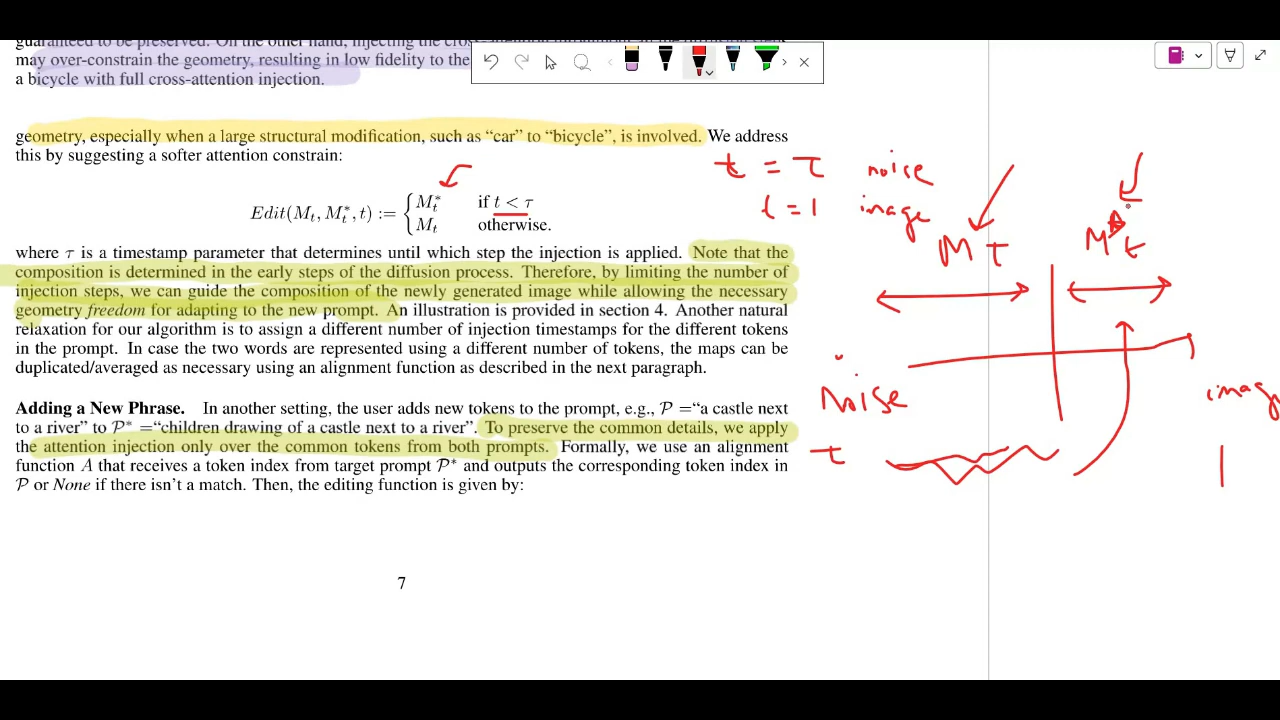 guaranteed to be preserved. On the other hand, injecting the
may over-constrain the geometry, resulting in low fidelity to the
a bicycle with full cross-attention injection.
geometry, especially when a large structural modification, such as “car” to “bicycle”, is involved. We address
this by suggesting a softer attention constrain:
Edit(M_t, M_t^*, t) := { M_t^* if t < τ
M_t otherwise.
where τ is a timestamp parameter that determines until which step the injection is applied. Note that the
composition is determined in the early steps of the diffusion process. Therefore, by limiting the number of
injection steps, we can guide the composition of the newly generated image while allowing the necessary
geometry freedom for adapting to the new prompt. An illustration is provided in section 4. Another natural
relaxation for our algorithm is to assign a different number of injection timestamps for the different tokens
in the prompt. In case the two words are represented using a different number of tokens, the maps can be
duplicated/averaged as necessary using an alignment function as described in the next paragraph.
Adding a New Phrase. In another setting, the user adds new tokens to the prompt, e.g., P =“a castle next
to a river” to P* =“children drawing of a castle next to a river”. To preserve the common details, we apply
the attention injection only over the common tokens from both prompts. Formally, we use an alignment
function A that receives a token index from target prompt P* and outputs the corresponding token index in
P or None if there isn’t a match. Then, the editing function is given by:
7
t = τ noise
t = 1 image
M t M* t
Noise imag
t 1